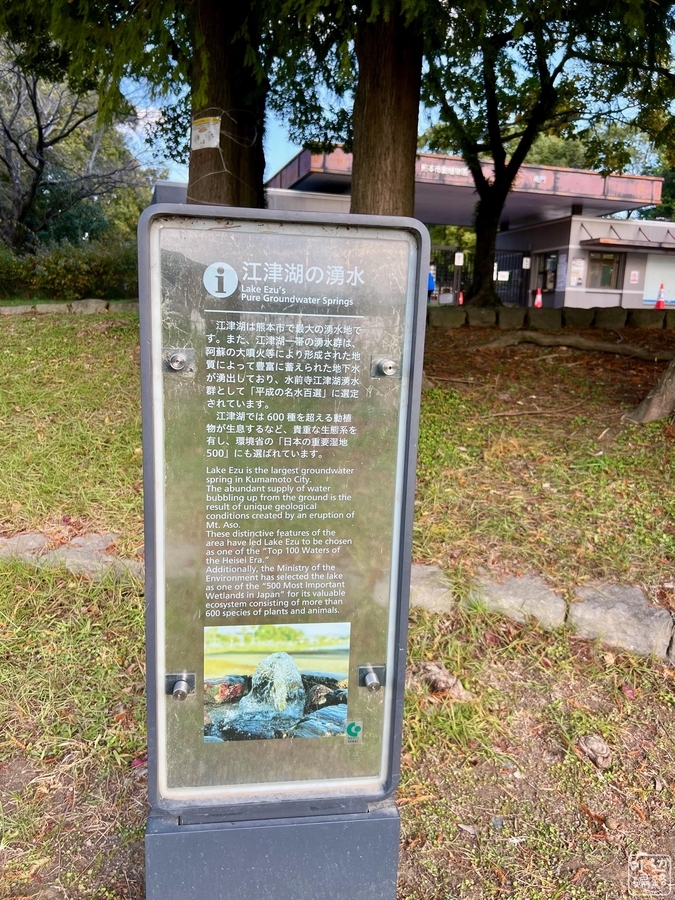 江津湖の湧水
Lake Ezu's
Pure Groundwater Springs
江津湖は熊本市で最大の湧水地で
す。また、江津湖一帯の湧水群は、
阿蘇の大噴火等により形成された地
質によって豊富に蓄えられた地下水
が湧出しており、水前寺江津湖湧水
群として「平成の名水百選」に選定
されています。
江津湖では 600 種を超える動植
物が生息するなど、貴重な生態系を
有し、環境省の「日本の重要湿地
500」にも選ばれています。
Lake Ezu is the largest groundwater
spring in Kumamoto City.
The abundant supply of water
bubbling up from the ground is the
result of unique geological
conditions created by an eruption of
Mt. Aso.
These distinctive features of the
area have led Lake Ezu to be chosen
as one of the "Top 100 Waters of
the Heisei Era."
Additionally, the Ministry of the
Environment has selected the lake
as one of the "500 Most Important
Wetlands in Japan" for its valuable
ecosystem consisting of more than
600 species of plants and animals.